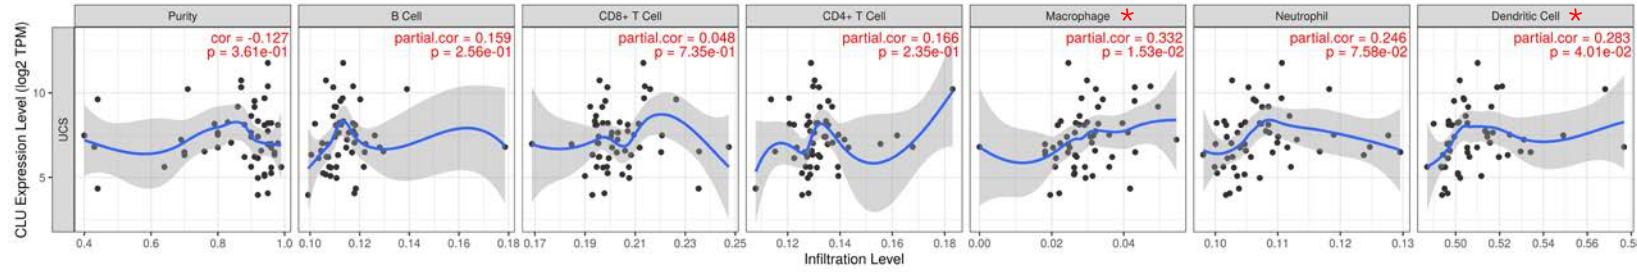 Purity
B Cell
CD8+ T Cell
CD4+ T Cell
Macrophage *
Neutrophil
Dendritic Cell *
cor = -0.127
p = 3.61e-01
partial.cor = 0.159
p = 2.56e-01
partial.cor = 0.048
p = 7.35e-01
partial.cor = 0.166
p = 2.35e-01
partial.cor = 0.332
p = 1.53e-02
partial.cor = 0.246
p = 7.58e-02
partial.cor = 0.283
p = 4.01e-02
CLU Expression Level (log2 TPM)
UCS
10
5
0.4 0.6 0.8 1.0
0.10 0.12 0.14 0.16 0.18
0.17 0.19 0.21 0.23 0.25
0.12 0.14 0.16 0.18
0.00 0.02 0.04
0.10 0.11 0.12 0.13
0.50 0.52 0.54 0.56 0.58
Infiltration Level